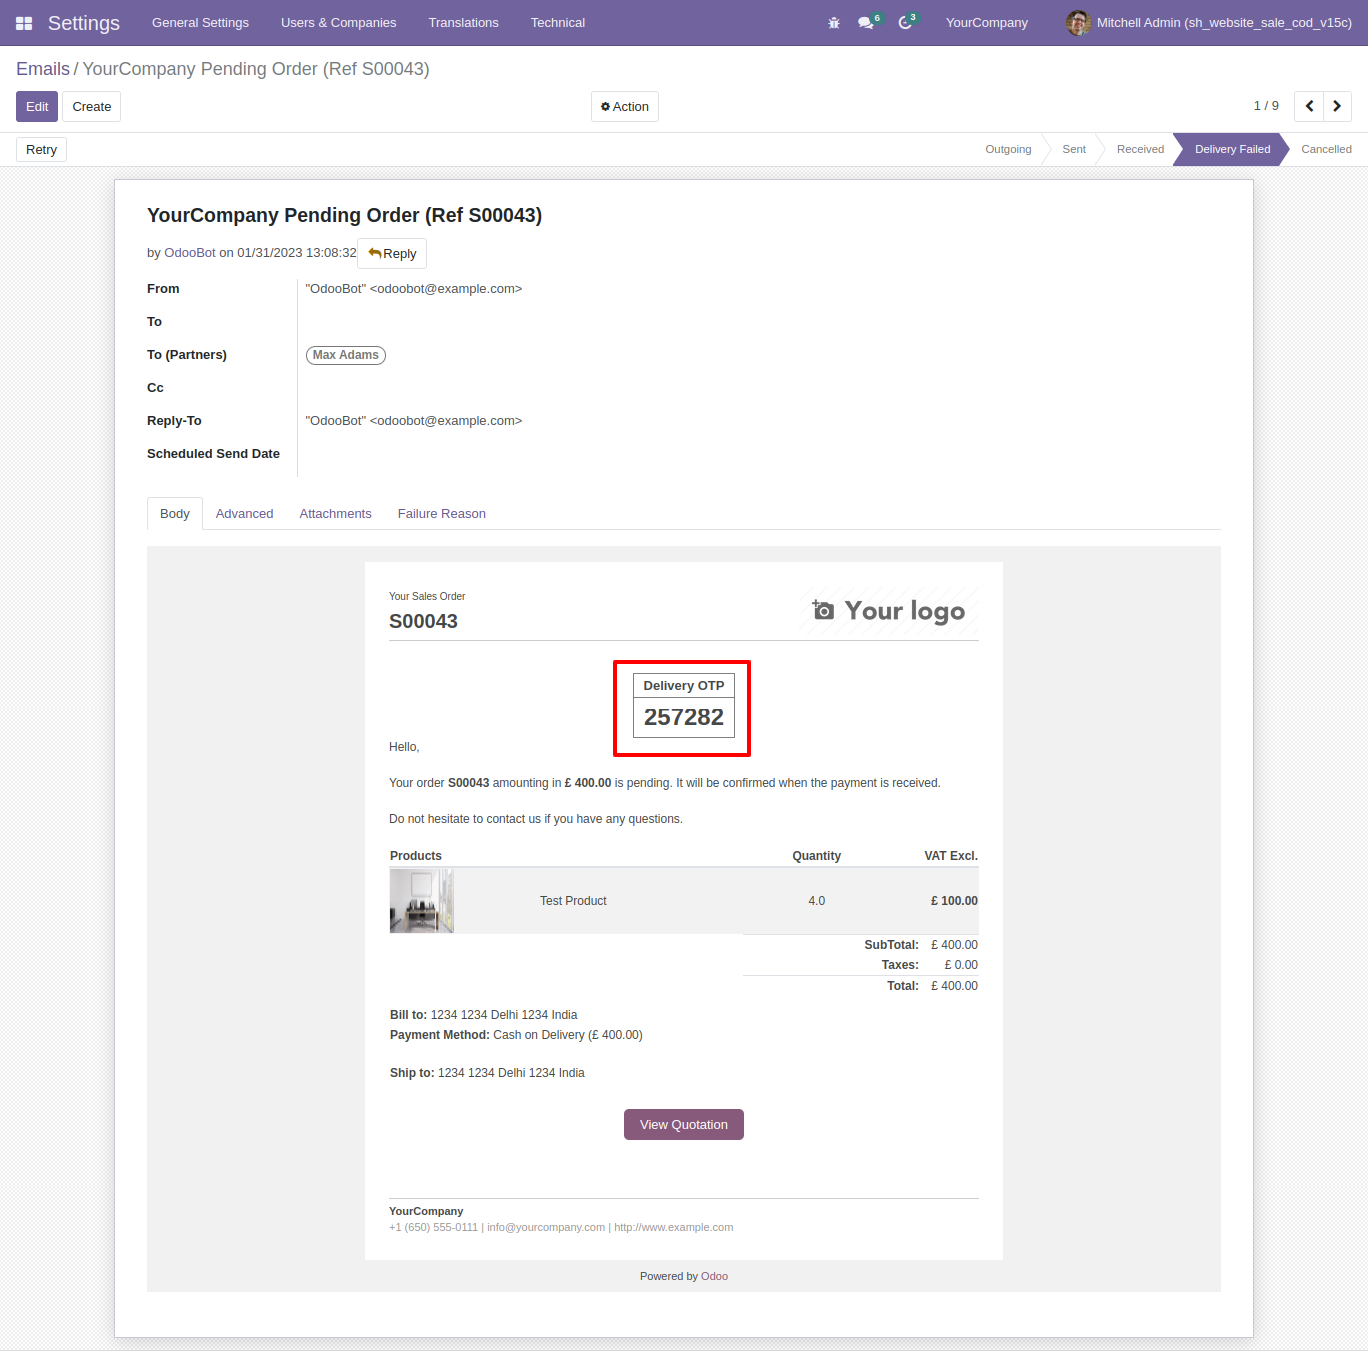 Settings General Settings Users & Companies Translations Technical 6 3 YourCompany Mitchell Admin (sh_website_sale_cod_v15c)
Emails / YourCompany Pending Order (Ref S00043)
Edit Create Action 1 / 9
Retry Outgoing Sent Received Delivery Failed Cancelled
YourCompany Pending Order (Ref S00043)
by OdooBot on 01/31/2023 13:08:32 Reply
From "OdooBot" <odoobot@example.com>
To
To (Partners) Max Adams
Cc
Reply-To "OdooBot" <odoobot@example.com>
Scheduled Send Date
Body Advanced Attachments Failure Reason
Your Sales Order
S00043
Your logo
Delivery OTP
257282
Hello,
Your order S00043 amounting in £ 400.00 is pending. It will be confirmed when the payment is received.
Do not hesitate to contact us if you have any questions.
Products Quantity VAT Excl.
Test Product 4.0 £ 100.00
SubTotal: £ 400.00
Taxes: £ 0.00
Total: £ 400.00
Bill to: 1234 1234 Delhi 1234 India
Payment Method: Cash on Delivery (£ 400.00)
Ship to: 1234 1234 Delhi 1234 India
View Quotation
YourCompany
+1 (650) 555-0111 | info@yourcompany.com | http://www.example.com
Powered by Odoo